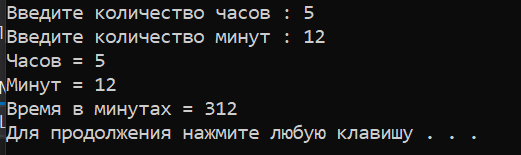 Введите количество часов : 5
Введите количество минут : 12
Часов = 5
Минут = 12
Время в минутах = 312
Для продолжения нажмите любую клавишу . . .